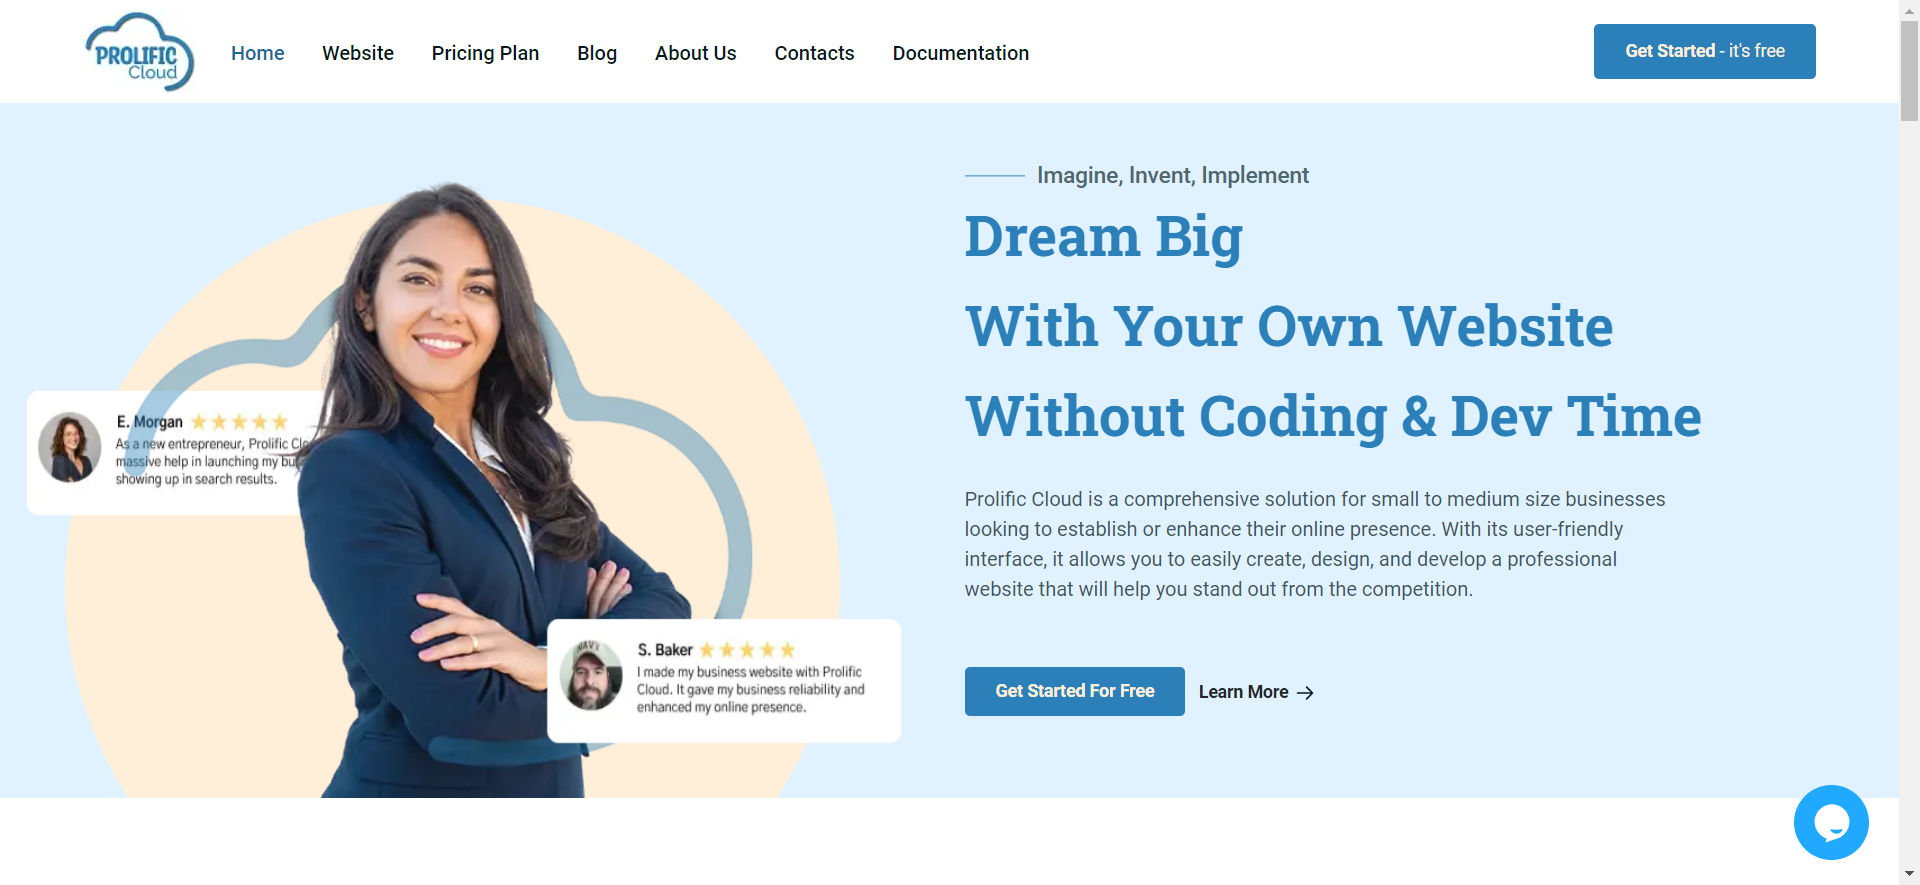 PROLIFIC
Cloud
Home
Website
Pricing Plan
Blog
About Us
Contacts
Documentation
Get Started - it's free
Imagine, Invent, Implement
Dream Big
With Your Own Website
Without Coding & Dev Time
E. Morgan
As a new entrepreneur, Prolific
massive help in launching my
showing up in search results.
Prolific Cloud is a comprehensive solution for small to medium size businesses
looking to establish or enhance their online presence. With its user-friendly
interface, it allows you to easily create, design, and develop a professional
website that will help you stand out from the competition.
NAVY
S. Baker
I made my business website with Prolific
Cloud. It gave my business reliability and
enhanced my online presence.
Get Started For Free
Learn More